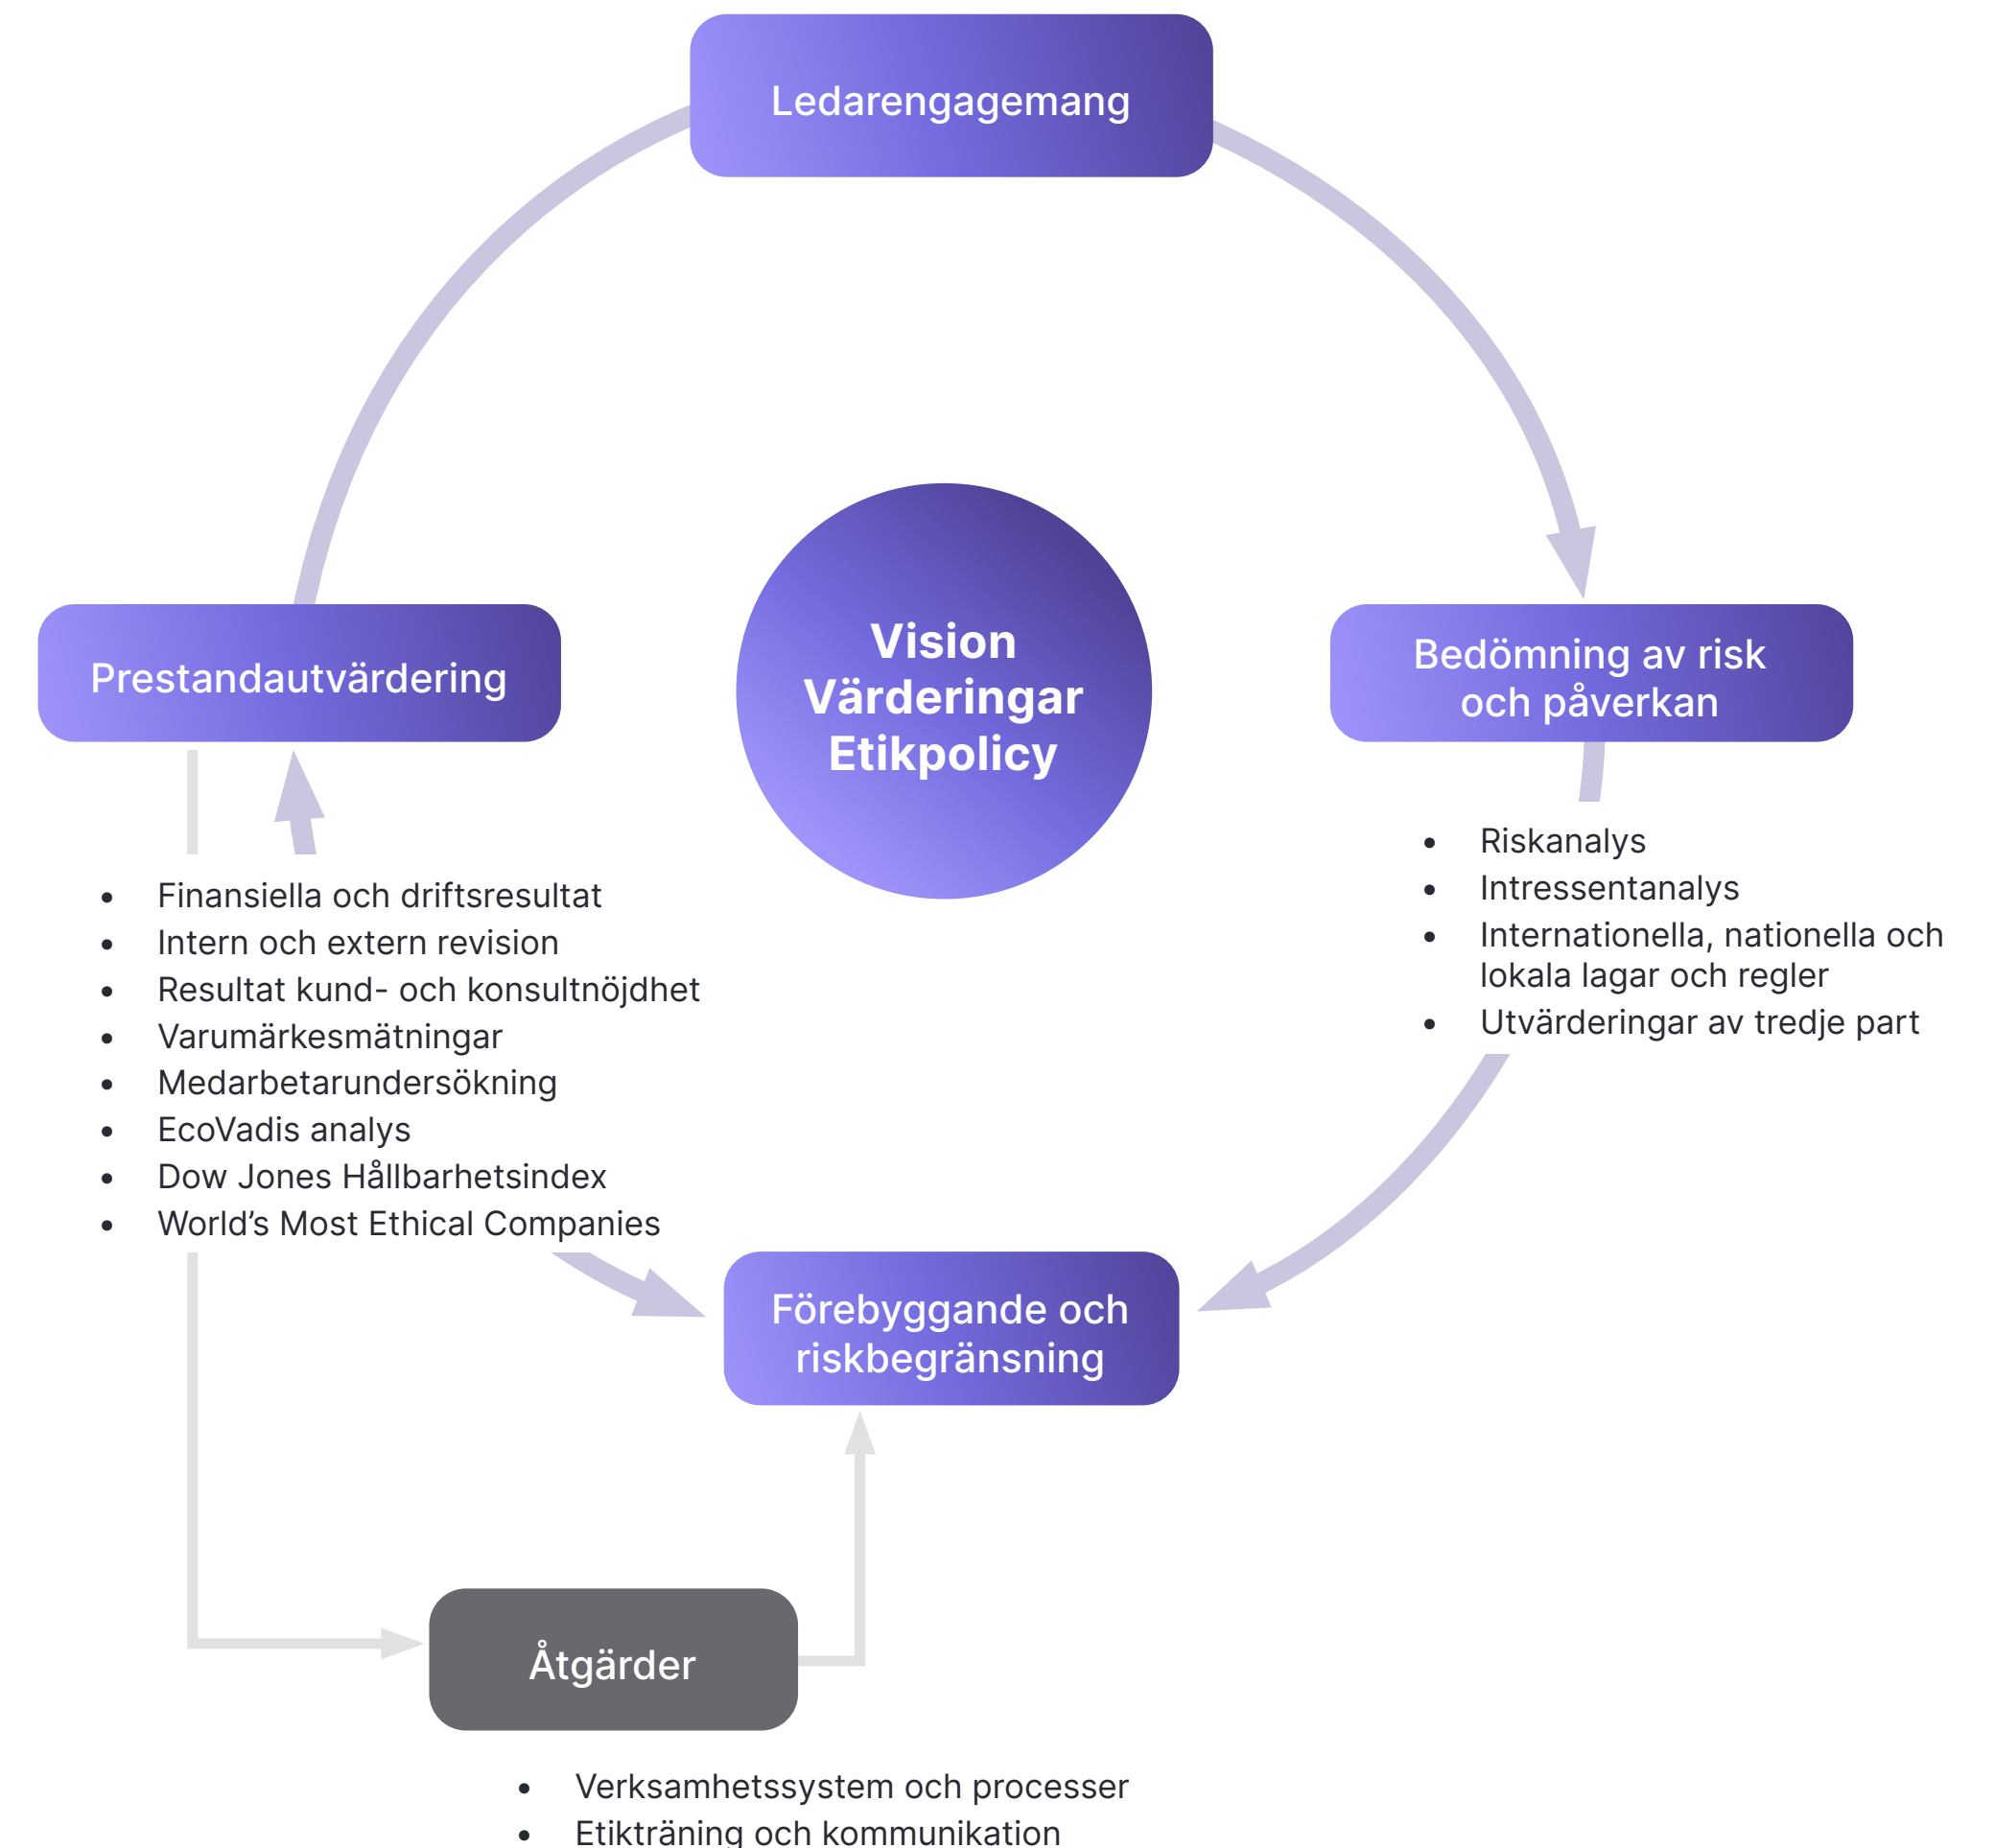 Ledarengagemang
Vision
Värderingar
Etikpolicy
Prestandautvärdering
Bedömning av risk
och påverkan
• Riskanalys
• Intressentanalys
• Internationella, nationella och
lokala lagar och regler
• Utvärderingar av tredje part
• Finansiella och driftsresultat
• Intern och extern revision
• Resultat kund- och konsultnöjdhet
• Varumärkesmätningar
• Medarbetarundersökning
• EcoVadis analys
• Dow Jones Hållbarhetsindex
• World’s Most Ethical Companies
Förebyggande och
riskbegränsning
Åtgärder
• Verksamhetssystem och processer
• Etikträning och kommunikation